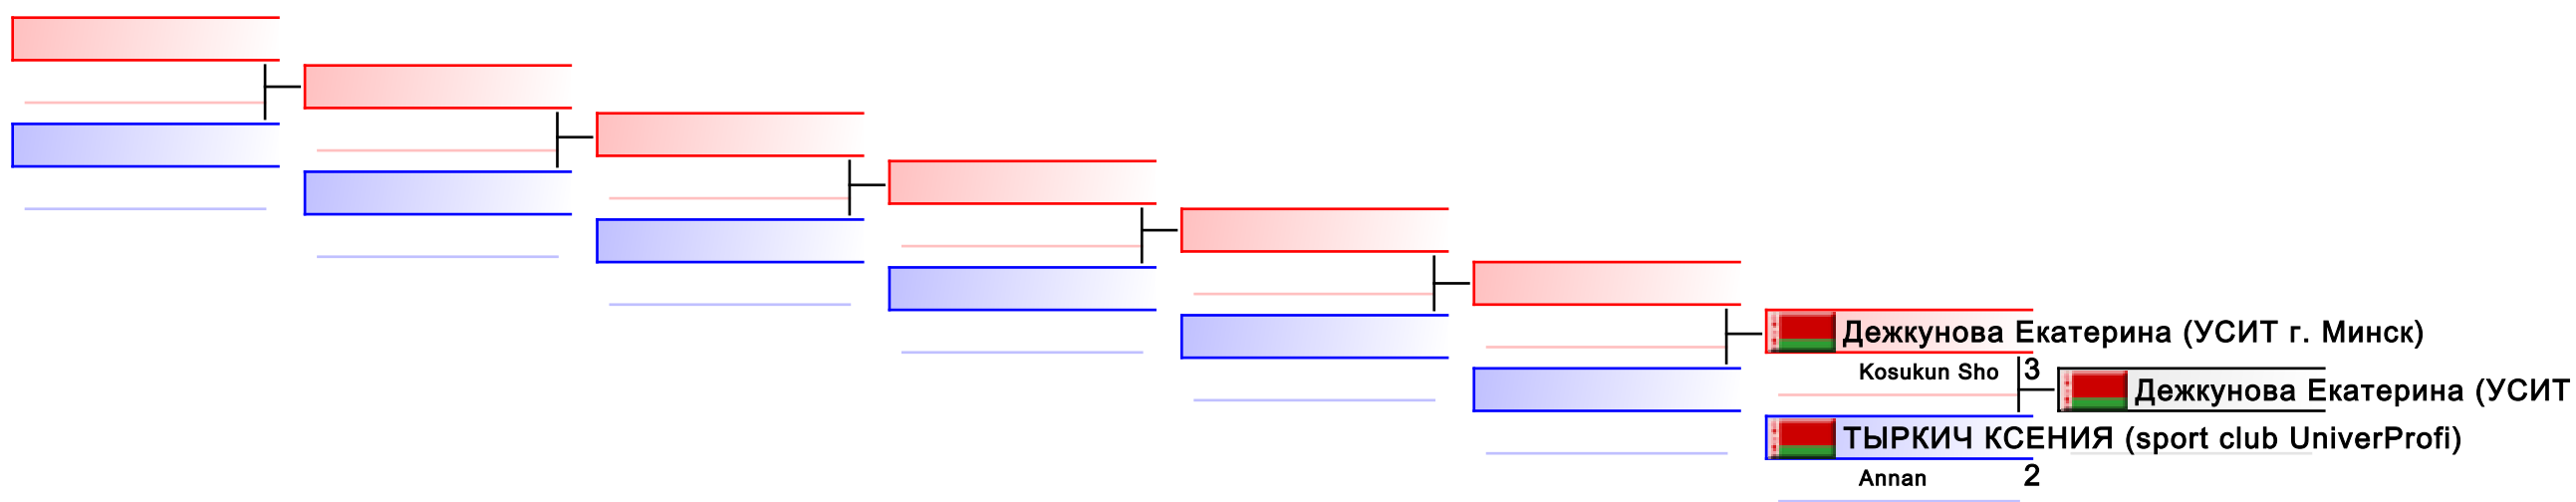 Дежкунова Екатерина (УСИТ г. Минск)
Kosukun Sho 3
Дежкунова Екатерина (УСИТ
ТЫРКИЧ КСЕНИЯ (sport club UniverProfi)
Annan 2